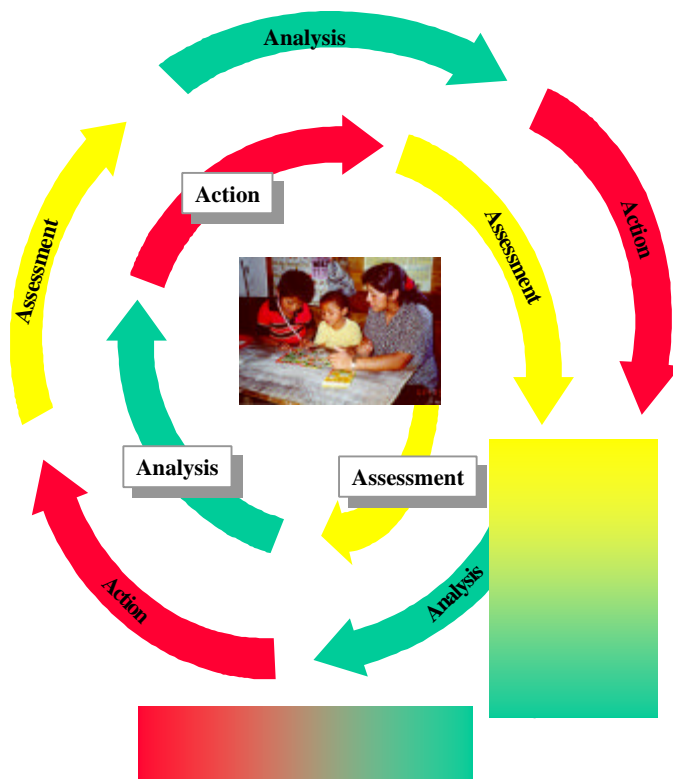 Analysis
Action
Action
Assessment
Assessment
Analysis
Assessment
Analysis
Action